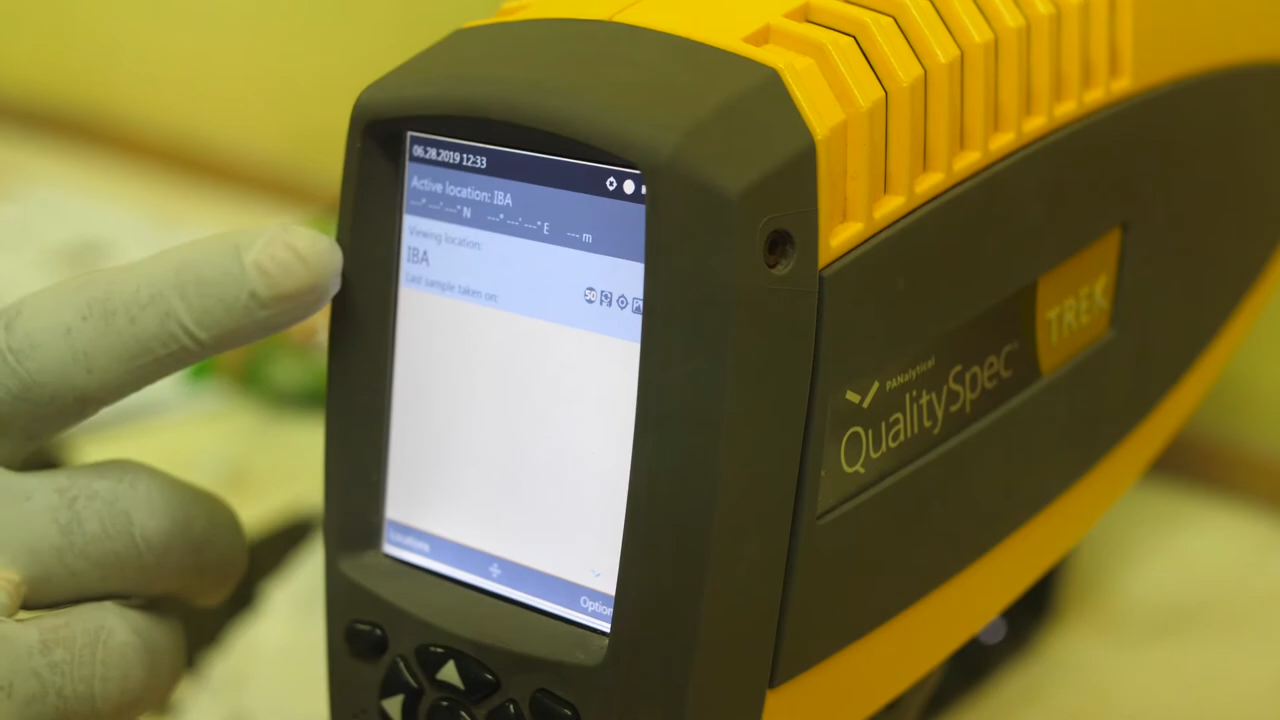 06.28.2019 12:33
Active location: IBA
---° ---' ---" N ---° ---' ---" E --- m
Viewing location:
IBA
Last sample taken on:
50
Locations
Option
PANalytical
QualitySpec
TREK